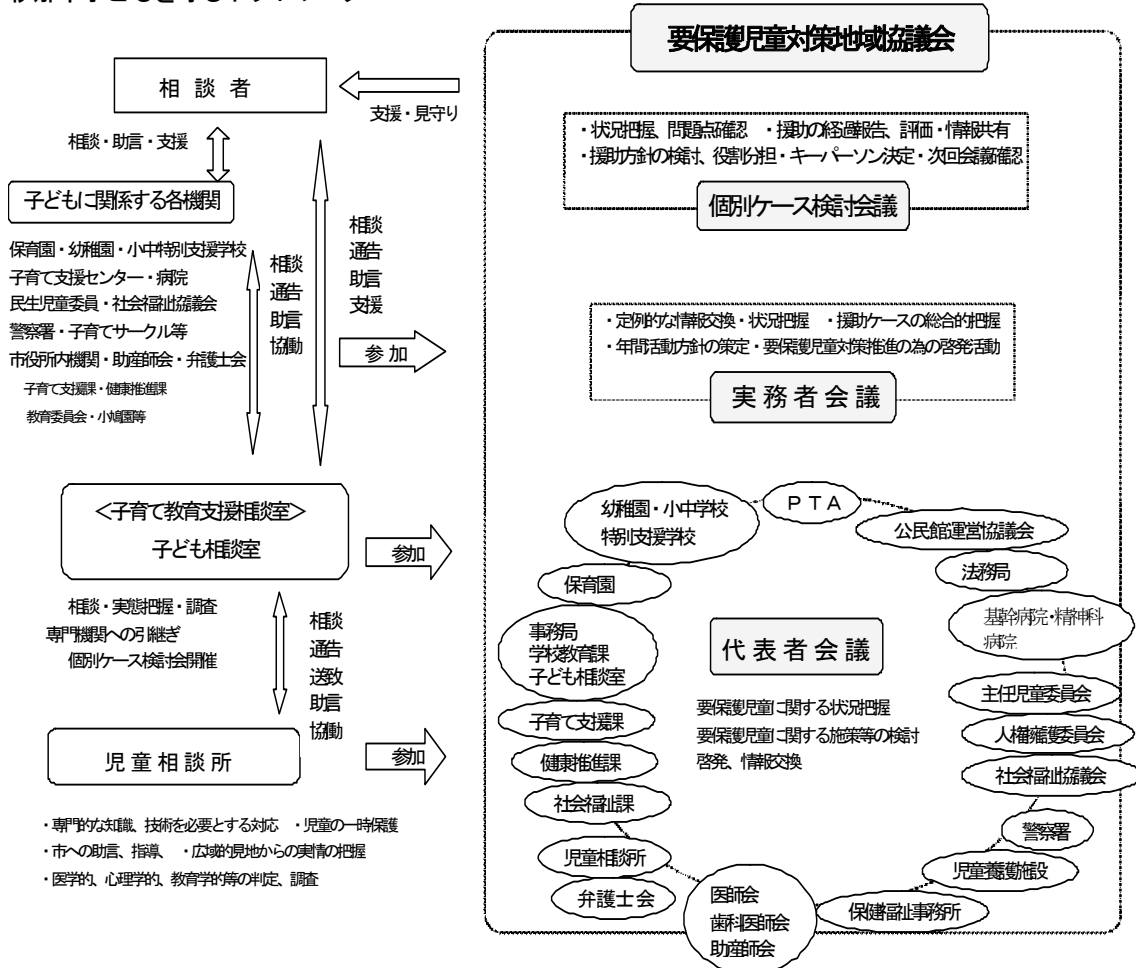 要保護児童対策地域協議会
相談者
支援・見守り
相談・助言・支援
子どもに関係する各機関
保育園・幼稚園・小中特別支援学校
子育て支援センター・病院
民生児童委員・社会福祉協議会
警察署・子育てサークル等
市役所内機関・助産師会・弁護士会
子育て支援課・健康推進課
教育委員会・小鳩園等
相談
通告
助言
協働
相談
通告
助言
支援
参加
<子育て教育支援相談室>
子ども相談室
参加
相談・実態把握・調査
専門機関への引継ぎ
個別ケース検討会開催
相談
通告
送致
助言
協働
児童相談所
参加
・専門的な知識、技術を必要とする対応 ・児童の一時保護
・市への助言、指導、 ・広域的見地からの実情の把握
・医学的、心理学的、教育学的等の判定、調査
・状況把握、問題点確認 ・援助の経過報告、評価・情報共有
・援助方針の検討、役割分担・キーパーソン決定・次回会議確認
個別ケース検討会議
・定例的な情報交換・状況把握 ・援助ケースの総合的把握
・年間活動方針の策定・要保護児童対策推進の為の啓発活動
実務者会議
幼稚園・小中学校
特別支援学校
PTA
公民館運営協議会
法務局
保育園
基幹病院・精神科
病院
事務局
学校教育課
子ども相談室
代表者会議
要保護児童に関する状況把握
要保護児童に関する施策等の検討
啓発、情報交換
主任児童委員会
人権擁護委員会
社会福祉協議会
子育て支援課
健康推進課
社会福祉課
警察署
児童相談所
児童養護施設
弁護士会
医師会
歯科医師会
助産師会
保健福祉事務所